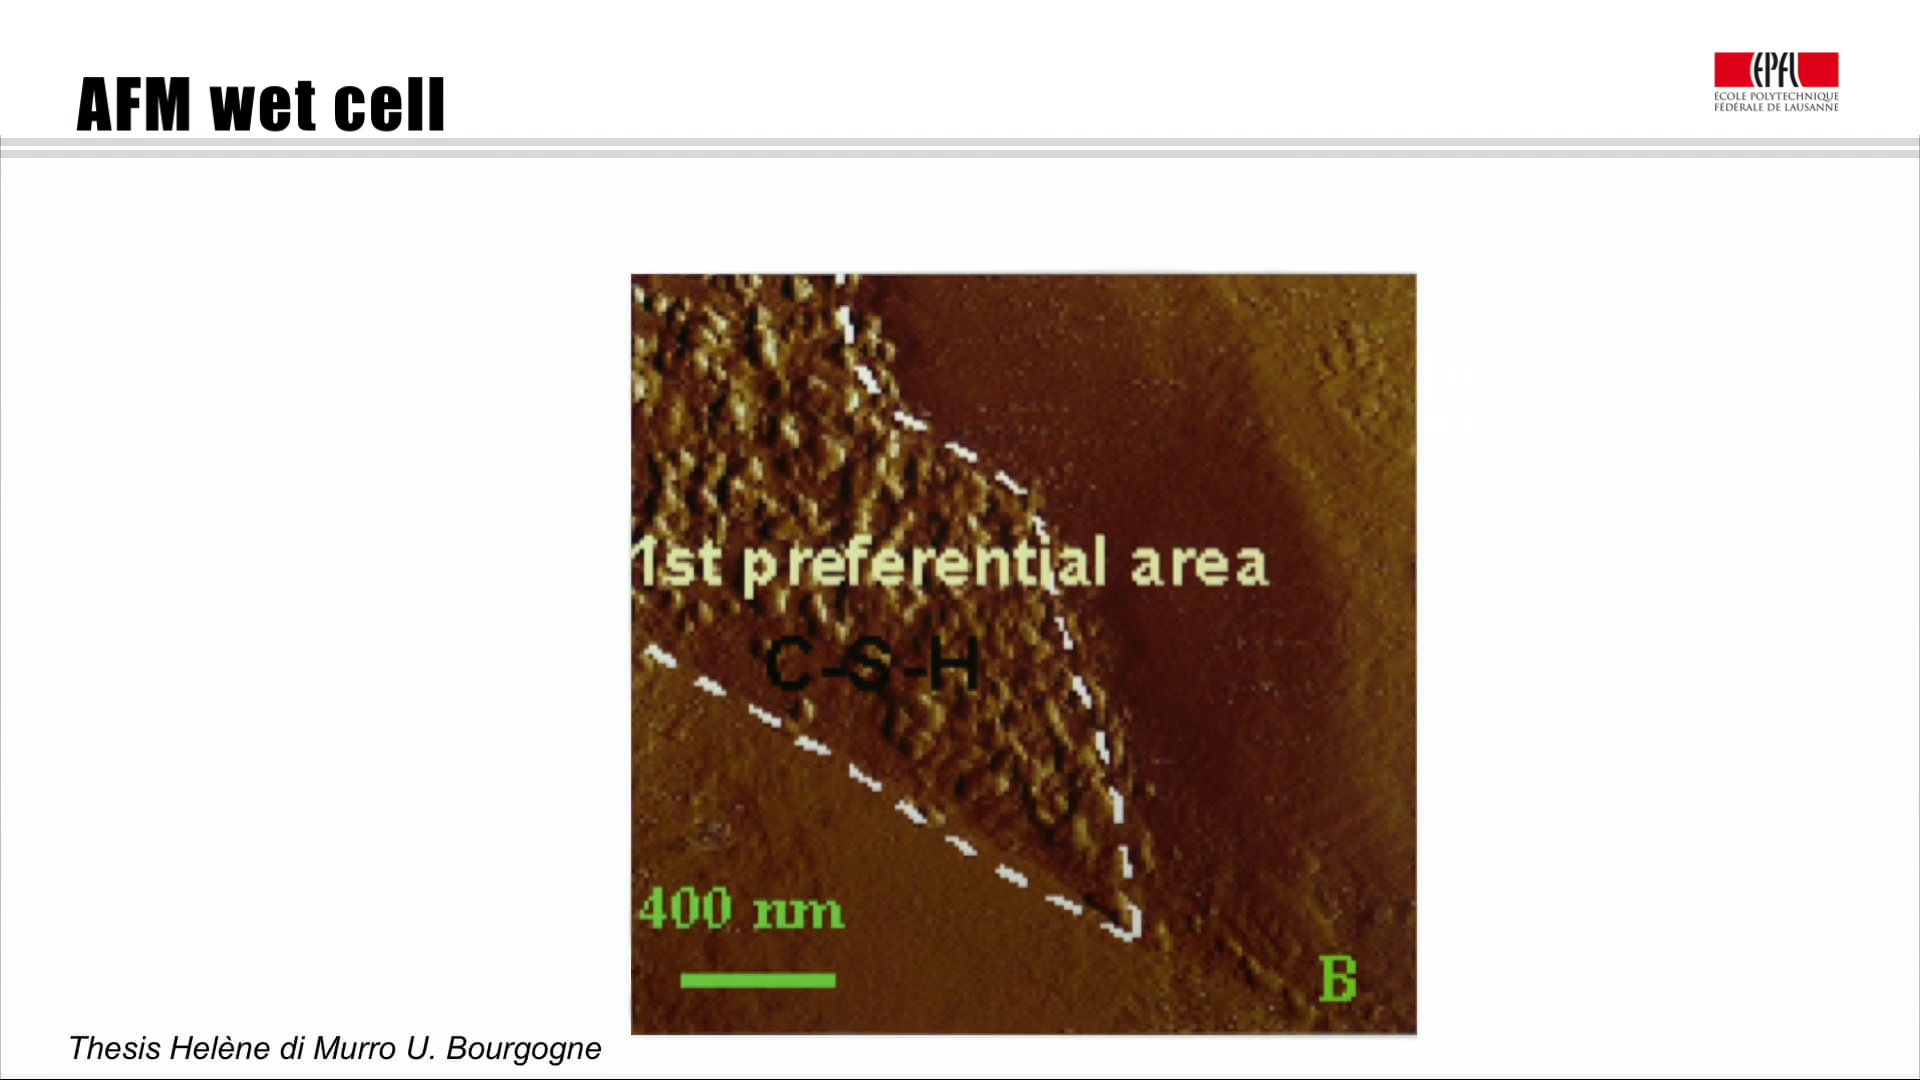 AFM wet cell
EPFL
ÉCOLE POLYTECHNIQUE
FÉDÉRALE DE LAUSANNE
1st preferential area
C-S-H
400 nm
B
Thesis Helène di Murro U. Bourgogne